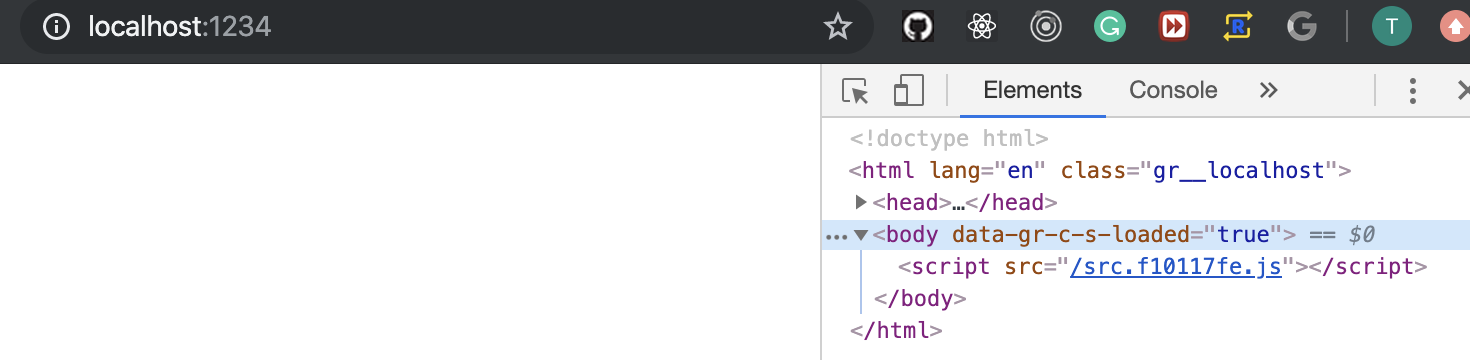 localhost:1234
T
Elements Console
<!doctype html>
<html lang="en" class="gr__localhost">
<head>…</head>
<body data-gr-c-s-loaded="true"> == $0
<script src="/src.f10117fe.js"></script>
</body>
</html>